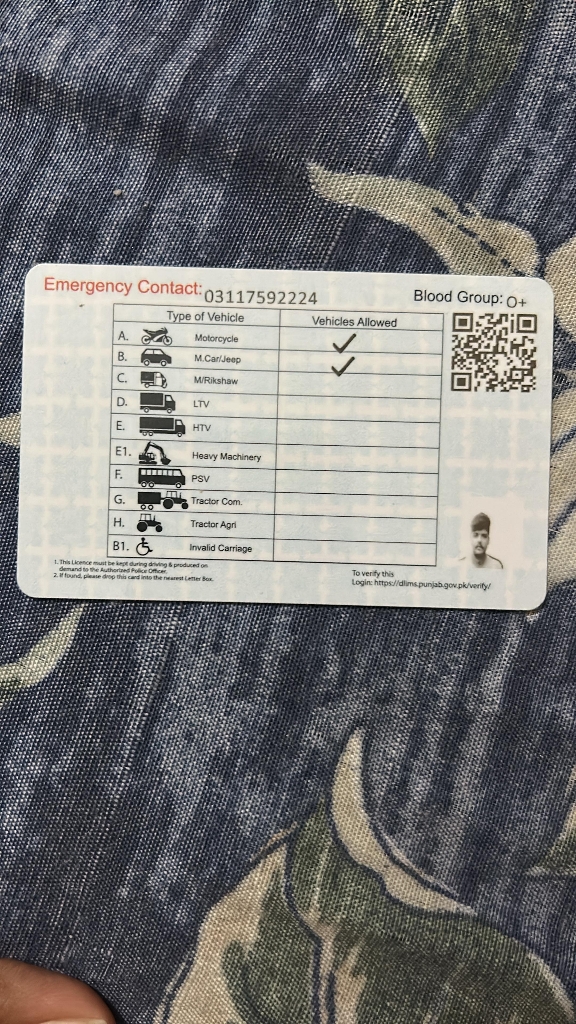 Emergency Contact: 03117592224 Blood Group: O+
Type of Vehicle Vehicles Allowed
A. Motorcycle ✓
B. M.Car/Jeep ✓
C. M/Rikshaw
D. LTV
E. HTV
E1. Heavy Machinery
F. PSV
G. Tractor Com.
H. Tractor Agri
B1. Invalid Carriage
1. This Licence must be kept during driving & produced on
demand to the Authorized Police Officer.
2. If found, please drop this card into the nearest Letter Box.
To verify this
Login: https://dlims.punjab.gov.pk/verify/